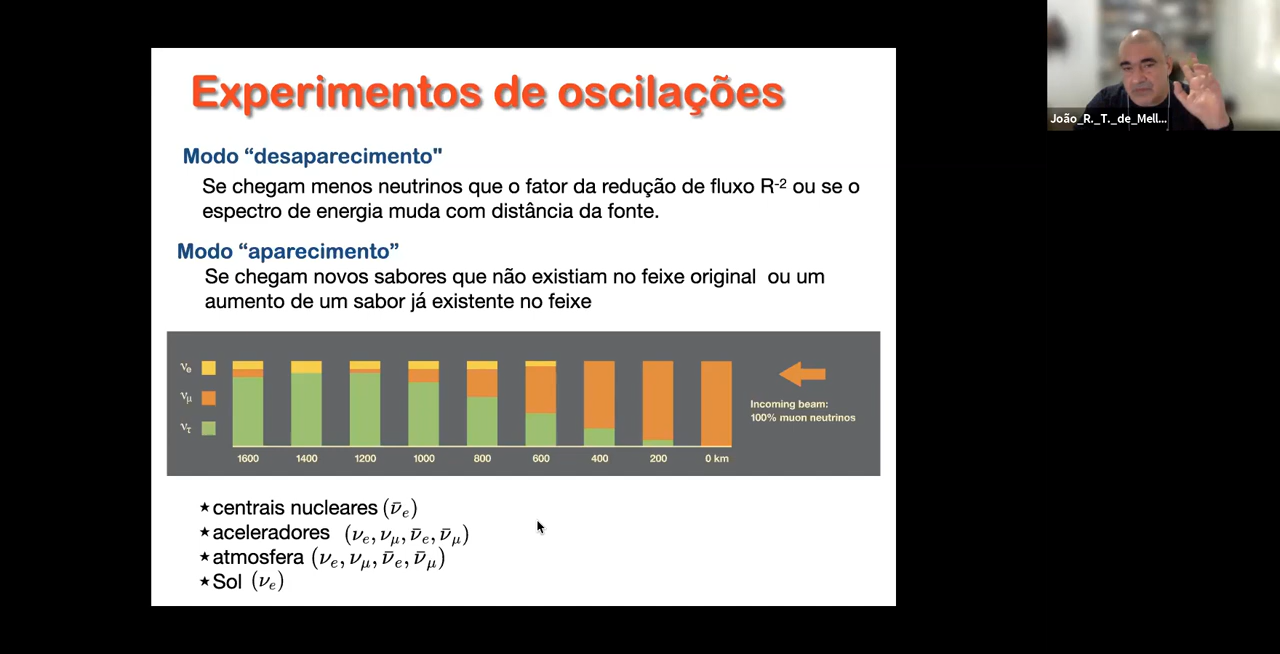 Experimentos de oscilações
João_R._T._de_Mell...
Modo “desaparecimento"
Se chegam menos neutrinos que o fator da redução de fluxo R-2 ou se o
espectro de energia muda com distância da fonte.
Modo “aparecimento”
Se chegam novos sabores que não existiam no feixe original ou um
aumento de um sabor já existente no feixe
νe
νμ
ντ
Incoming beam:
100% muon neutrinos
1600 1400 1200 1000 800 600 400 200 0 km
★centrais nucleares (ν̄e)
★aceleradores (νe, νμ, ν̄e, ν̄μ)
★atmosfera (νe, νμ, ν̄e, ν̄μ)
★Sol (νe)